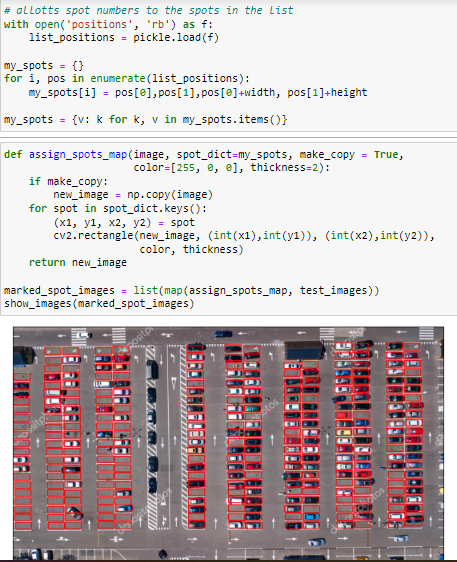 # allotts spot numbers to the spots in the list
with open('positions', 'rb') as f:
    list_positions = pickle.load(f)

my_spots = {}
for i, pos in enumerate(list_positions):
    my_spots[i] = pos[0],pos[1],pos[0]+width, pos[1]+height

my_spots = {v: k for k, v in my_spots.items()}

def assign_spots_map(image, spot_dict=my_spots, make_copy = True,
                     color=[255, 0, 0], thickness=2):
    if make_copy:
        new_image = np.copy(image)
    for spot in spot_dict.keys():
        (x1, y1, x2, y2) = spot
        cv2.rectangle(new_image, (int(x1),int(y1)), (int(x2),int(y2)),
                      color, thickness)
    return new_image

marked_spot_images = list(map(assign_spots_map, test_images))
show_images(marked_spot_images)